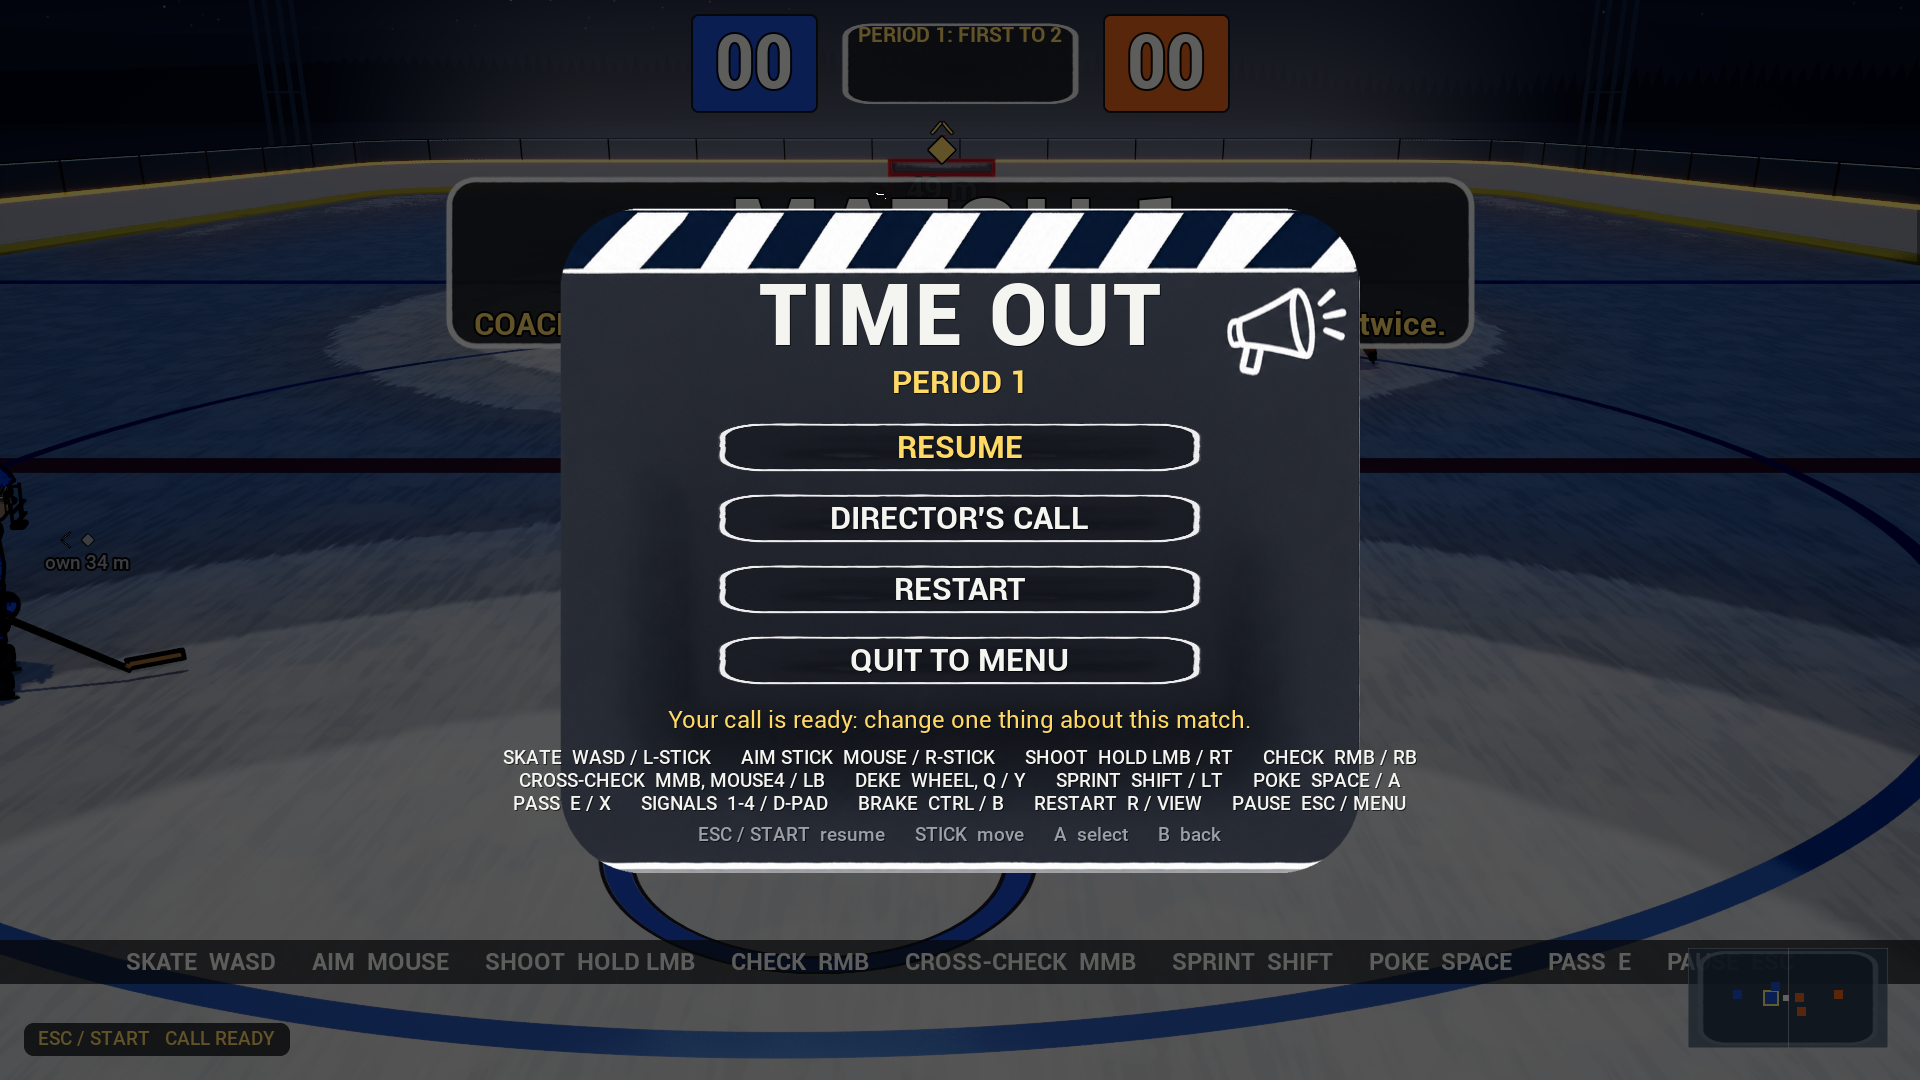 00
PERIOD 1: FIRST TO 2
00
49 m
MATCH 1
COACH
twice.
TIME OUT
PERIOD 1
RESUME
DIRECTOR'S CALL
RESTART
QUIT TO MENU
own 34 m
Your call is ready: change one thing about this match.
SKATE WASD / L-STICK AIM STICK MOUSE / R-STICK SHOOT HOLD LMB / RT CHECK RMB / RB
CROSS-CHECK MMB, MOUSE4 / LB DEKE WHEEL, Q / Y SPRINT SHIFT / LT POKE SPACE / A
PASS E / X SIGNALS 1-4 / D-PAD BRAKE CTRL / B RESTART R / VIEW PAUSE ESC / MENU
ESC / START resume STICK move A select B back
SKATE WASD AIM MOUSE SHOOT HOLD LMB CHECK RMB CROSS-CHECK MMB SPRINT SHIFT POKE SPACE PASS E PAUSE ESC
ESC / START CALL READY